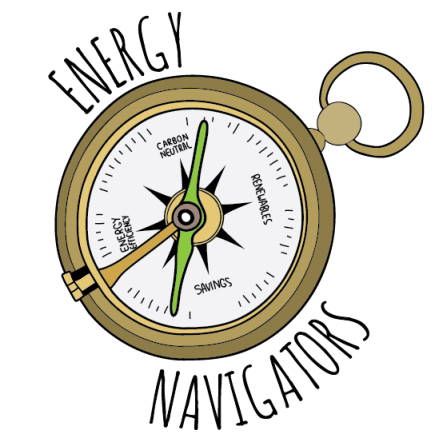 ENERGY
CARBON
NEUTRAL
RENEWABLES
ENERGY
EFFICIENCY
SAVINGS
NAVIGATORS